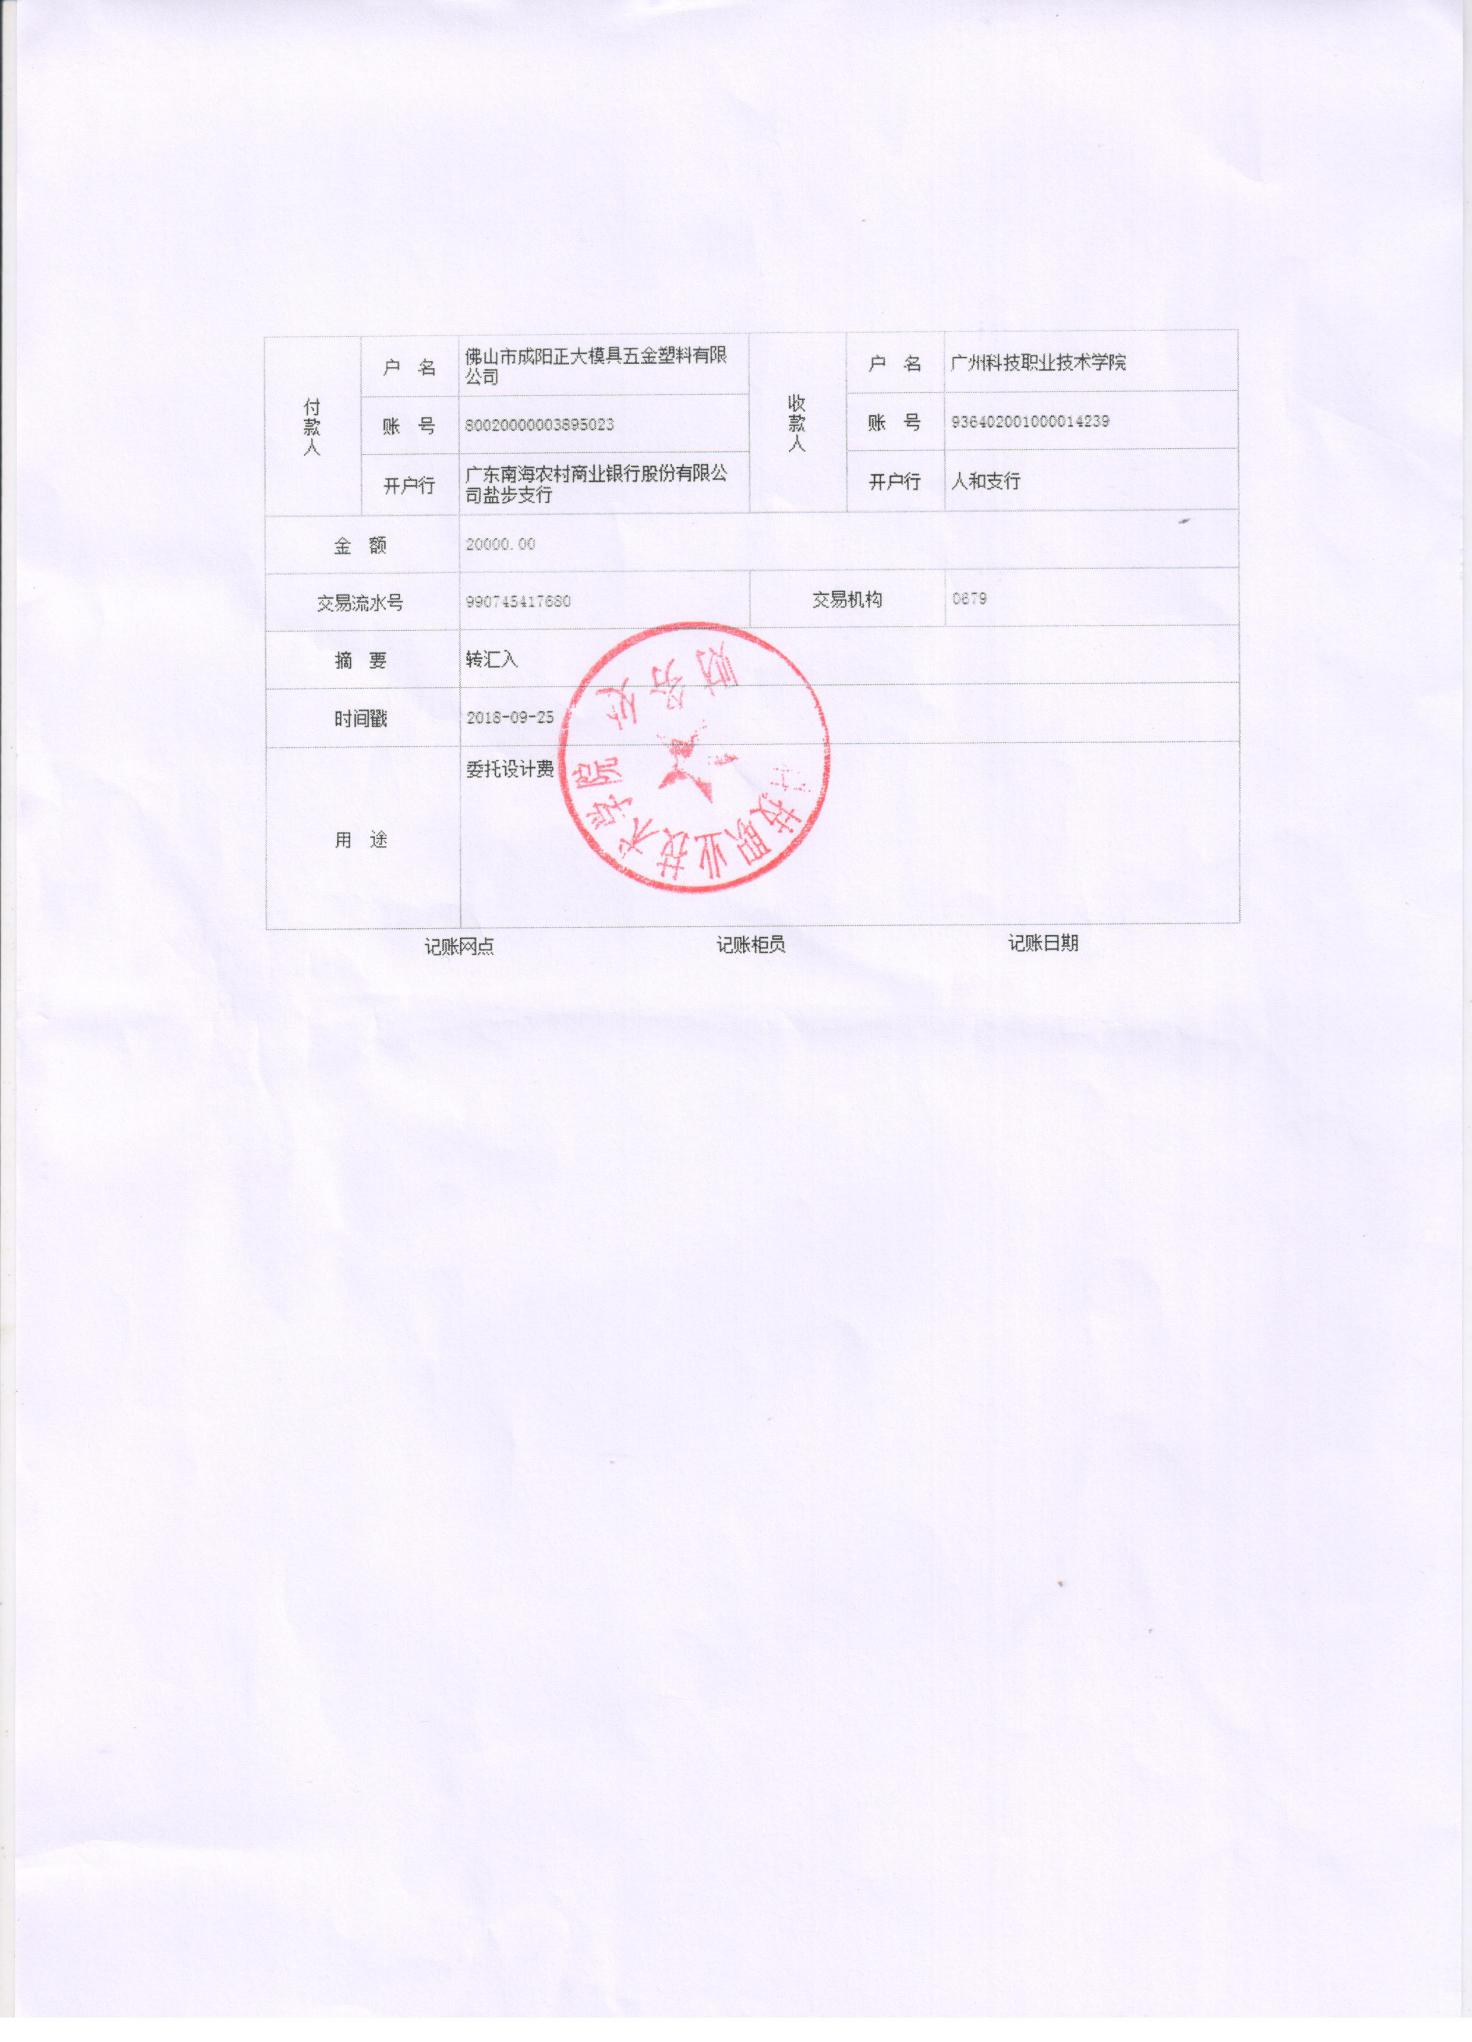 付款人
户 名
佛山市成阳正大模具五金塑料有限
公司
收款人
户 名
广州科技职业技术学院
账 号
80020000003895023
账 号
936402001000014239
开户行
广东南海农村商业银行股份有限公
司盐步支行
开户行
人和支行
金 额
20000.00
交易流水号
990745417680
交易机构
0679
摘 要
转汇入
时间戳
2018-09-25
用 途
委托设计费
技职业技术学院
财务处
记账网点
记账柜员
记账日期